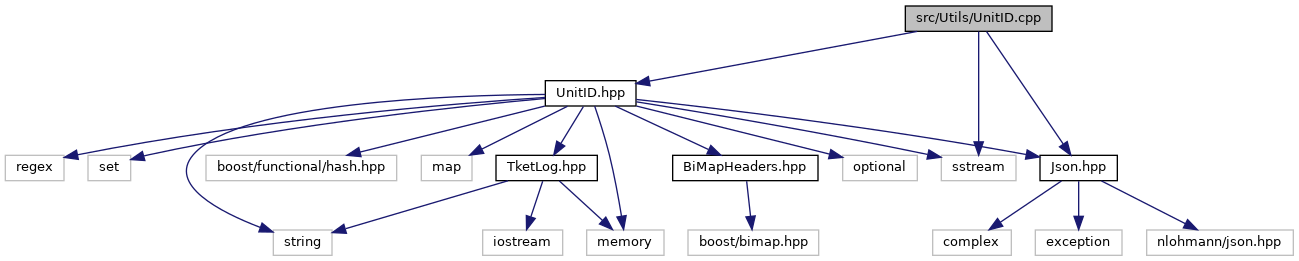 src/Utils/UnitID.cpp
UnitID.hpp
regex
set
boost/functional/hash.hpp
map
TketLog.hpp
BiMapHeaders.hpp
optional
sstream
Json.hpp
string
iostream
memory
boost/bimap.hpp
complex
exception
nlohmann/json.hpp